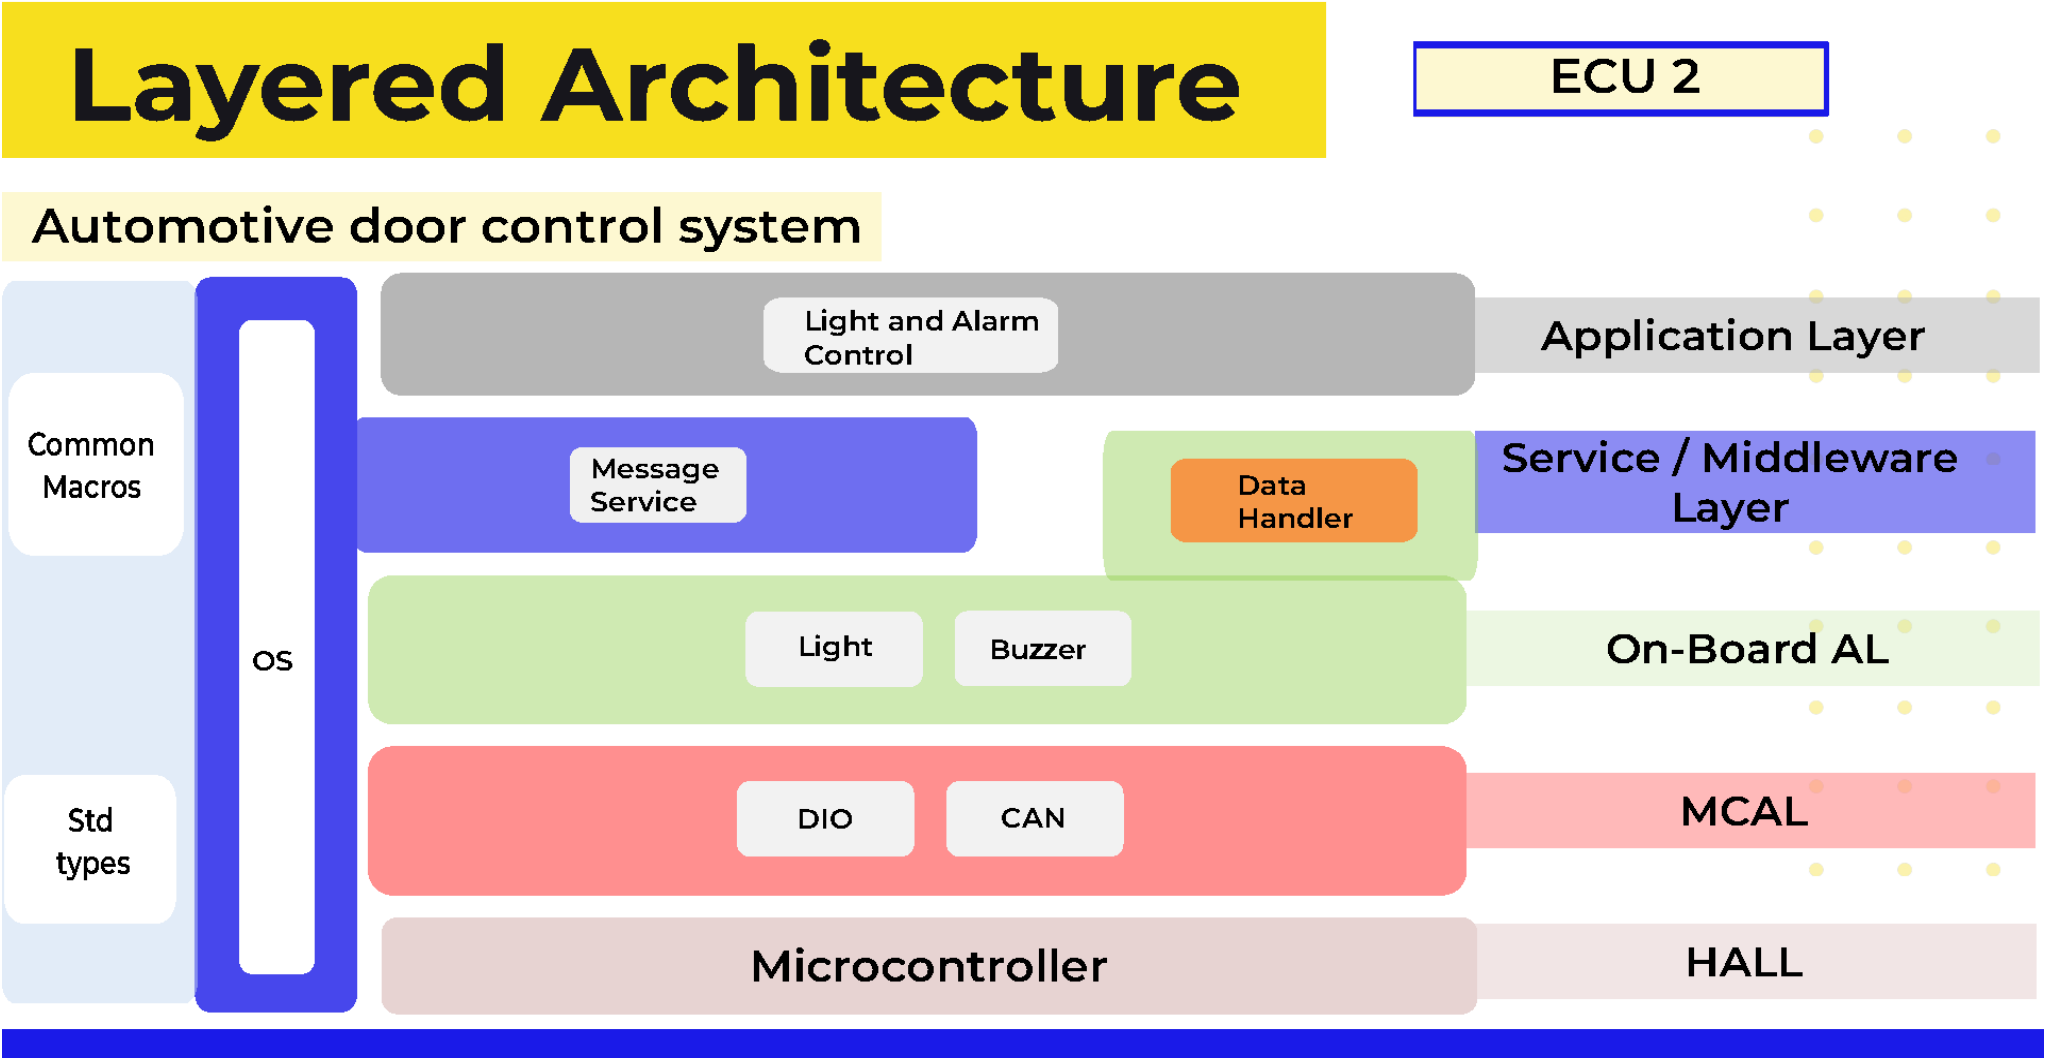 Layered Architecture
ECU 2
Automotive door control system
Light and Alarm
Control
Application Layer
Common
Macros
Message
Service
Data
Handler
Service / Middleware
Layer
OS
Light
Buzzer
On-Board AL
Std
types
DIO
CAN
MCAL
Microcontroller
HALL